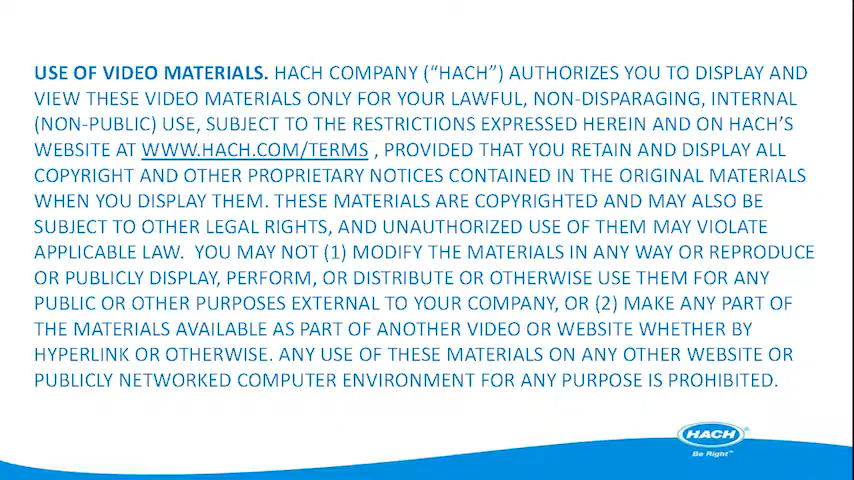 USE OF VIDEO MATERIALS. HACH COMPANY (“HACH”) AUTHORIZES YOU TO DISPLAY AND
VIEW THESE VIDEO MATERIALS ONLY FOR YOUR LAWFUL, NON-DISPARAGING, INTERNAL
(NON-PUBLIC) USE, SUBJECT TO THE RESTRICTIONS EXPRESSED HEREIN AND ON HACH’S
WEBSITE AT WWW.HACH.COM/TERMS , PROVIDED THAT YOU RETAIN AND DISPLAY ALL
COPYRIGHT AND OTHER PROPRIETARY NOTICES CONTAINED IN THE ORIGINAL MATERIALS
WHEN YOU DISPLAY THEM. THESE MATERIALS ARE COPYRIGHTED AND MAY ALSO BE
SUBJECT TO OTHER LEGAL RIGHTS, AND UNAUTHORIZED USE OF THEM MAY VIOLATE
APPLICABLE LAW.  YOU MAY NOT (1) MODIFY THE MATERIALS IN ANY WAY OR REPRODUCE
OR PUBLICLY DISPLAY, PERFORM, OR DISTRIBUTE OR OTHERWISE USE THEM FOR ANY
PUBLIC OR OTHER PURPOSES EXTERNAL TO YOUR COMPANY, OR (2) MAKE ANY PART OF
THE MATERIALS AVAILABLE AS PART OF ANOTHER VIDEO OR WEBSITE WHETHER BY
HYPERLINK OR OTHERWISE. ANY USE OF THESE MATERIALS ON ANY OTHER WEBSITE OR
PUBLICLY NETWORKED COMPUTER ENVIRONMENT FOR ANY PURPOSE IS PROHIBITED.
HACH®
Be Right™